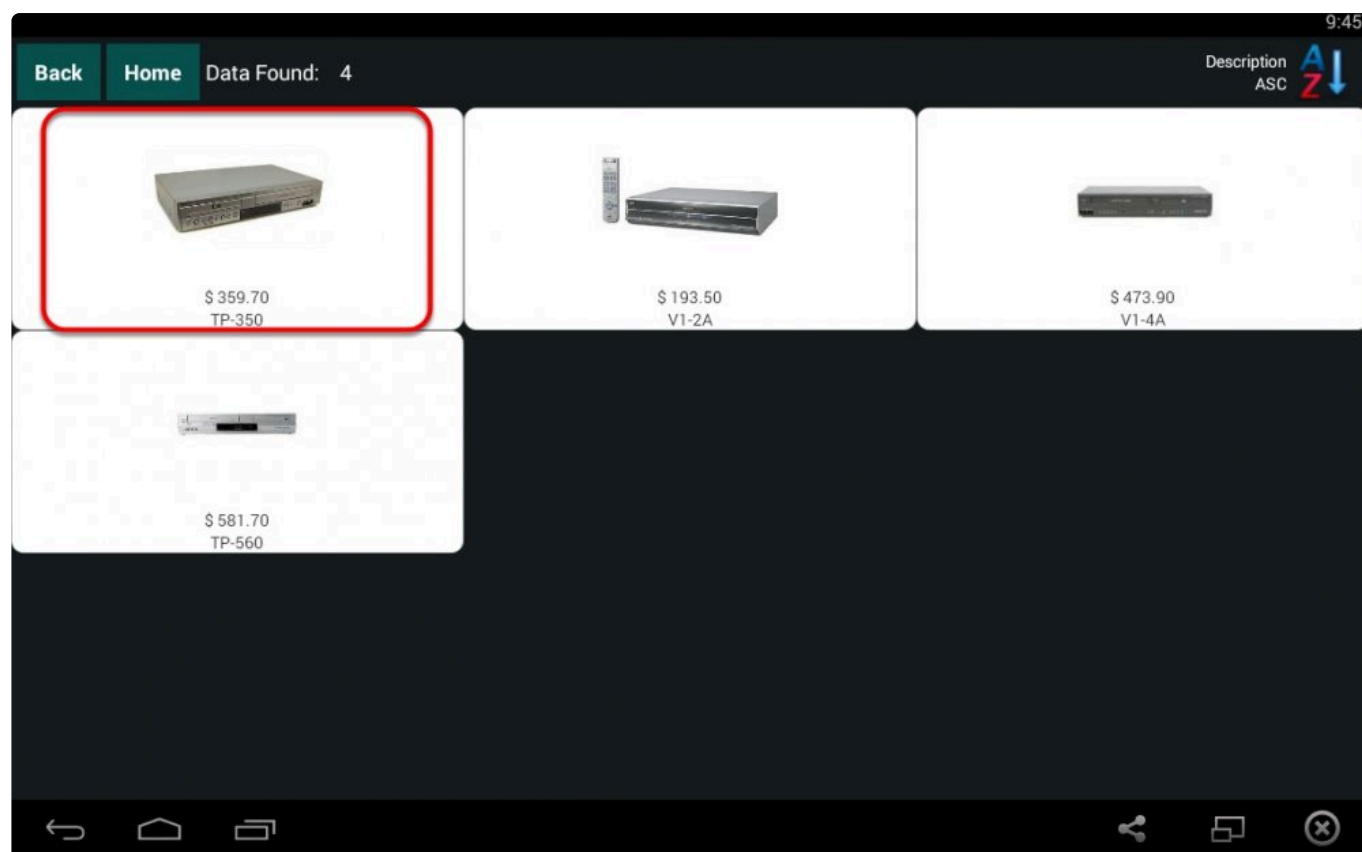 9:45
Back Home Data Found: 4
Description
ASC
A
Z
$ 359.70
TP-350
$ 193.50
V1-2A
$ 473.90
V1-4A
$ 581.70
TP-560